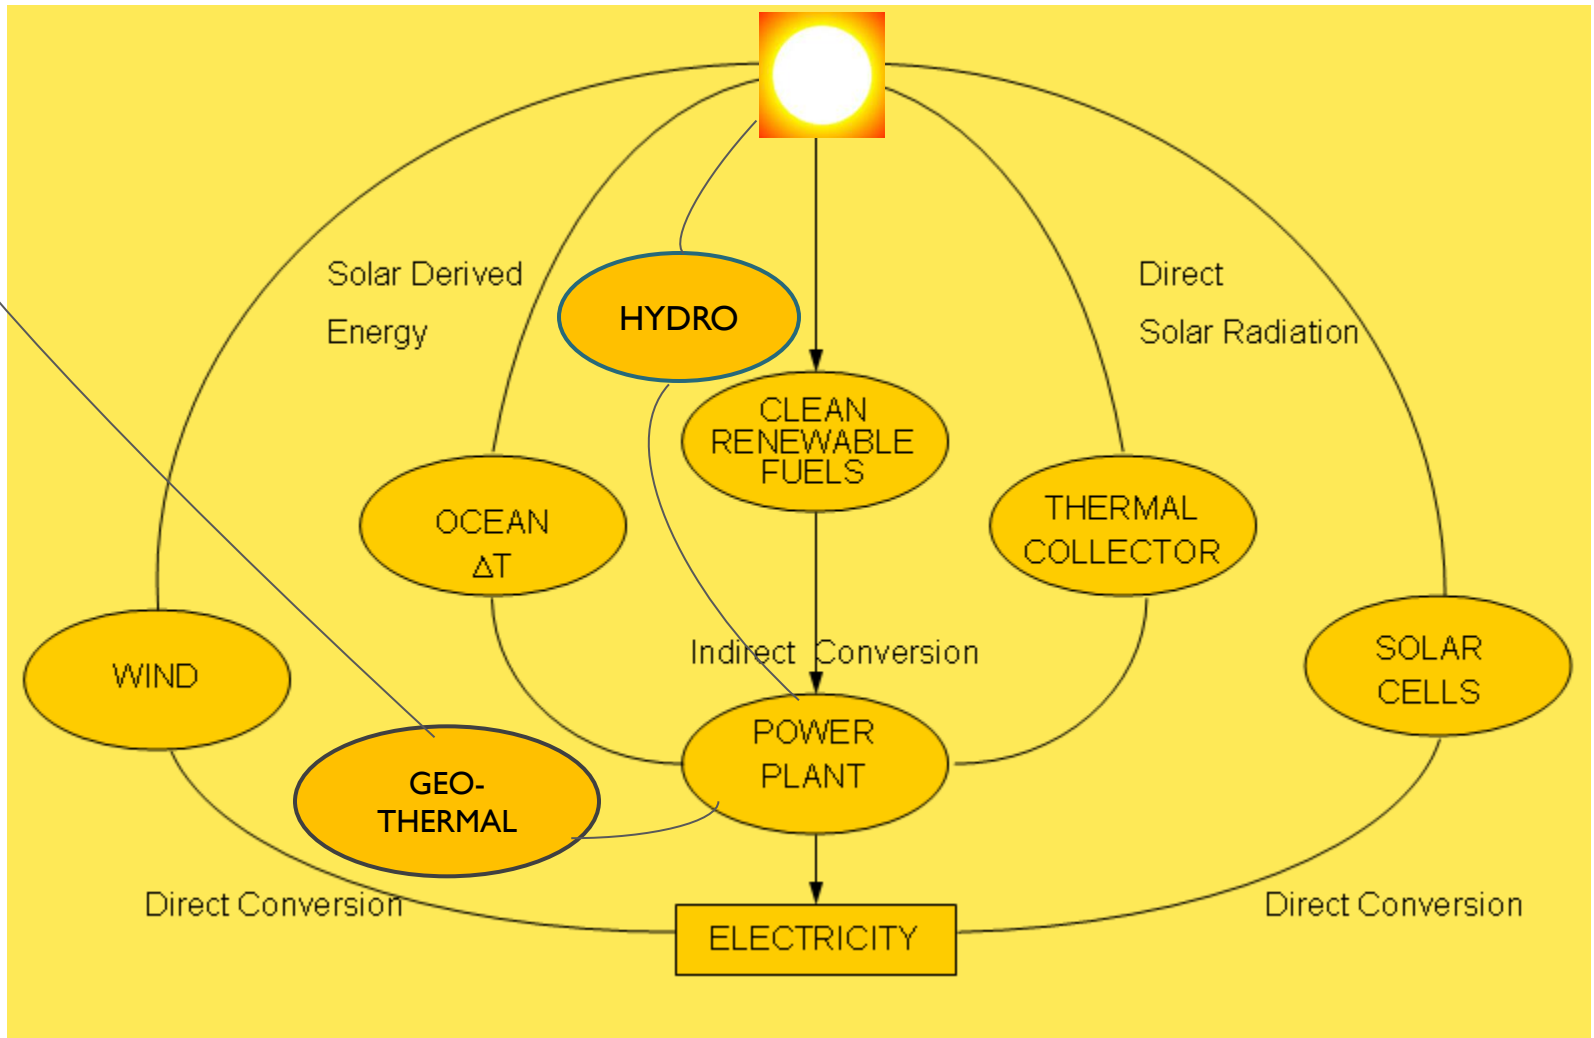 Solar Derived
Energy
Direct
Solar Radiation
HYDRO
CLEAN
RENEWABLE
FUELS
OCEAN
ΔT
THERMAL
COLLECTOR
Indirect Conversion
WIND
SOLAR
CELLS
POWER
PLANT
GEO-
THERMAL
Direct Conversion
Direct Conversion
ELECTRICITY